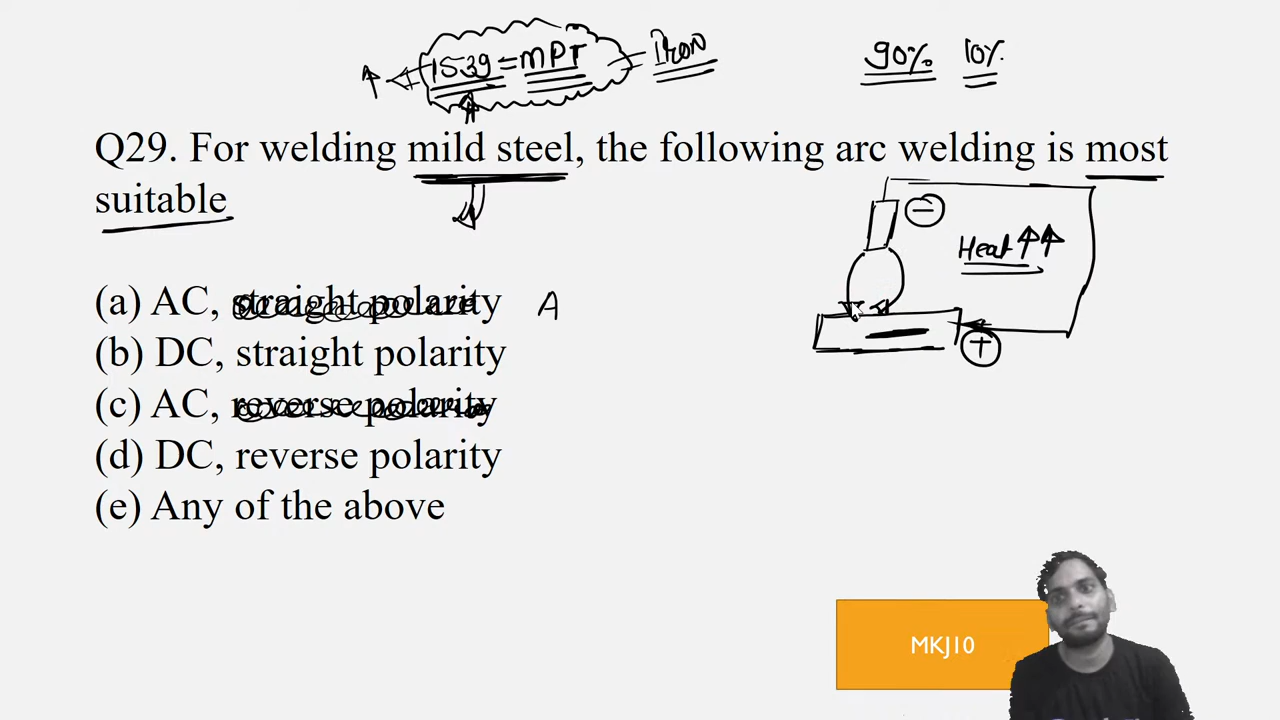 1539 = MPT Iron 90% 10%
Q29. For welding mild steel, the following arc welding is most
suitable
−
Heat
(a) AC, straight polarity A
+
(b) DC, straight polarity
(c) AC, reverse polarity
(d) DC, reverse polarity
(e) Any of the above
MKJ10